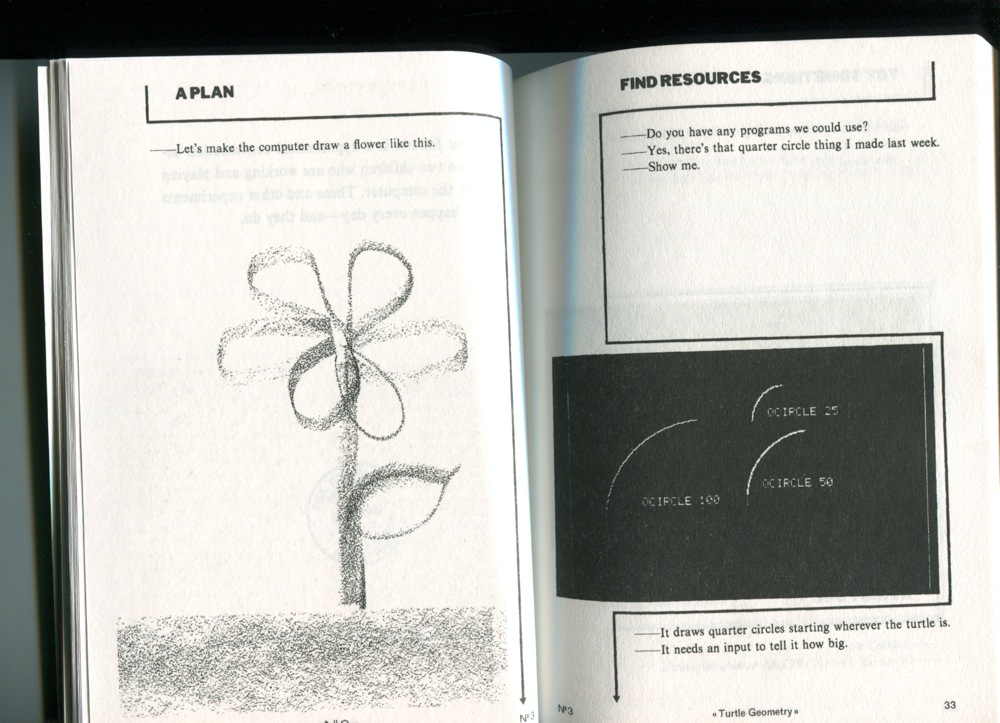 A PLAN
——Let's make the computer draw a flower like this.
FIND RESOURCES
——Do you have any programs we could use?
——Yes, there's that quarter circle thing I made last week.
——Show me.
QCIRCLE 25
QCIRCLE 50
QCIRCLE 100
——It draws quarter circles starting wherever the turtle is.
——It needs an input to tell it how big.
Nº3
Nº3
«Turtle Geometry»
33